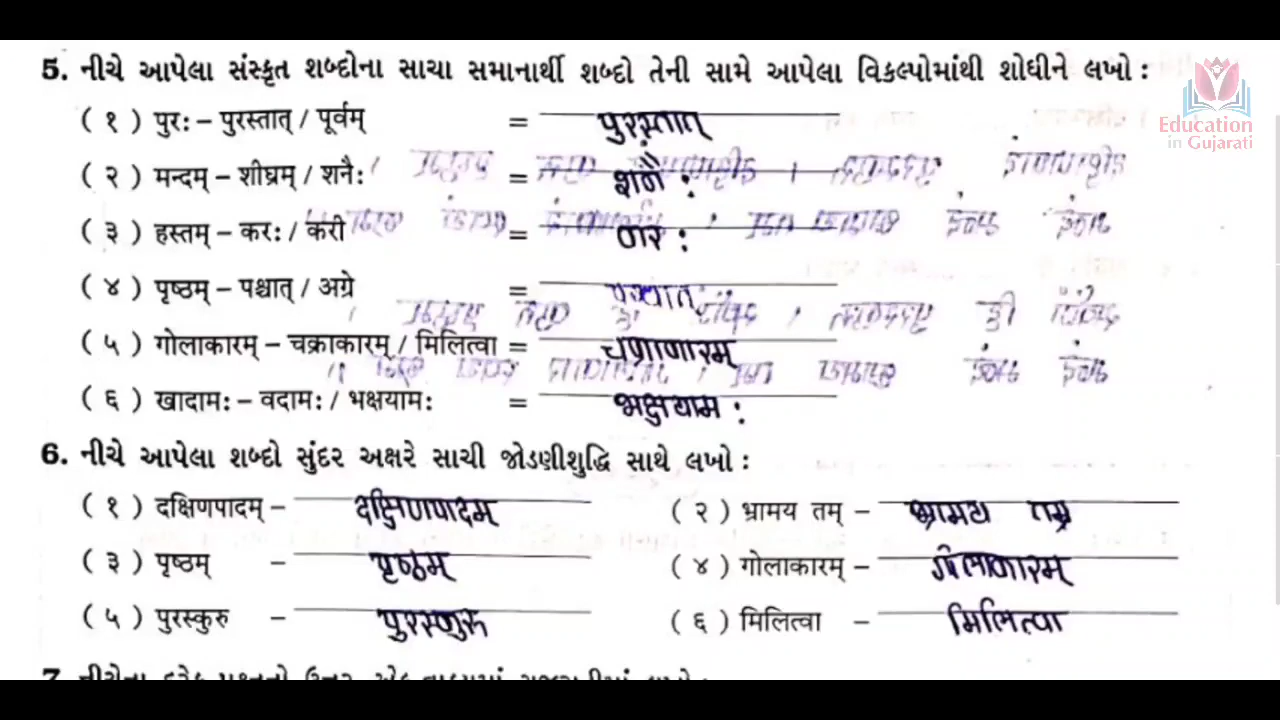 Education
in Gujarati
5. નીચે આપેલા સંસ્કૃત શબ્દોના સાચા સમાનાર્થી શબ્દો તેની સામે આપેલા વિકલ્પોમાંથી શોધીને લખો :
( १ ) पुरः – पुरस्तात् / पूर्वम् = पुरस्तात्
( २ ) मन्दम् – शीघ्रम् / शनैः = शनै :
( ३ ) हस्तम् – करः / करी = कर :
( ४ ) पृष्ठम् – पश्चात् / अग्रे = पश्चात्
( ५ ) गोलाकारम् – चक्राकारम् / मिलित्वा = चक्राकारम्
( ६ ) खादामः – वदामः / भक्षयामः = भक्षयाम :
6. નીચે આપેલા શબ્દો સુંદર અક્ષરે સાચી જોડણીશુદ્ધિ સાથે લખો :
( १ ) दक्षिणपादम् – दक्षिणपादम् ( २ ) भ्रामय तम् – भ्रामय तम्
( ३ ) पृष्ठम् – पृष्ठम् ( ४ ) गोलाकारम् – गोलाकारम्
( ५ ) पुरस्कुरु – पुरस्कुरु ( ६ ) मिलित्वा – मिलित्वा